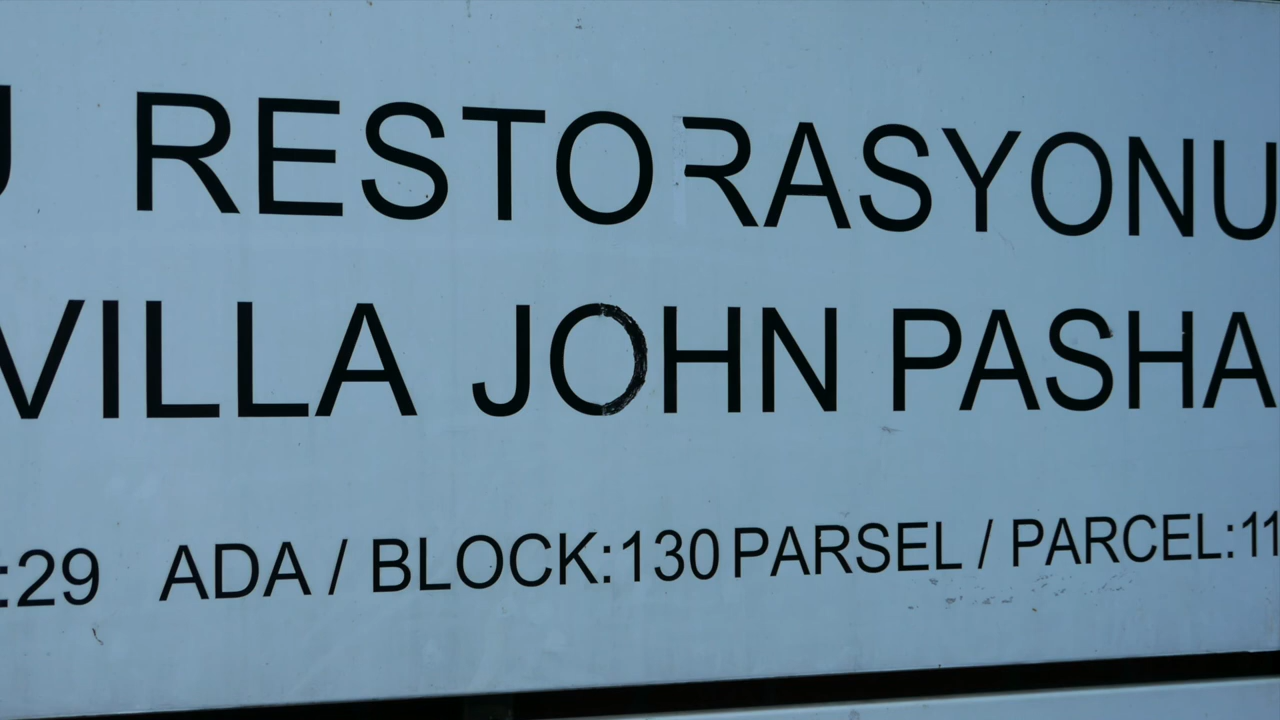 RESTORASYONU
VILLA JOHN PASHA
:29 ADA / BLOCK:130 PARSEL / PARCEL:11